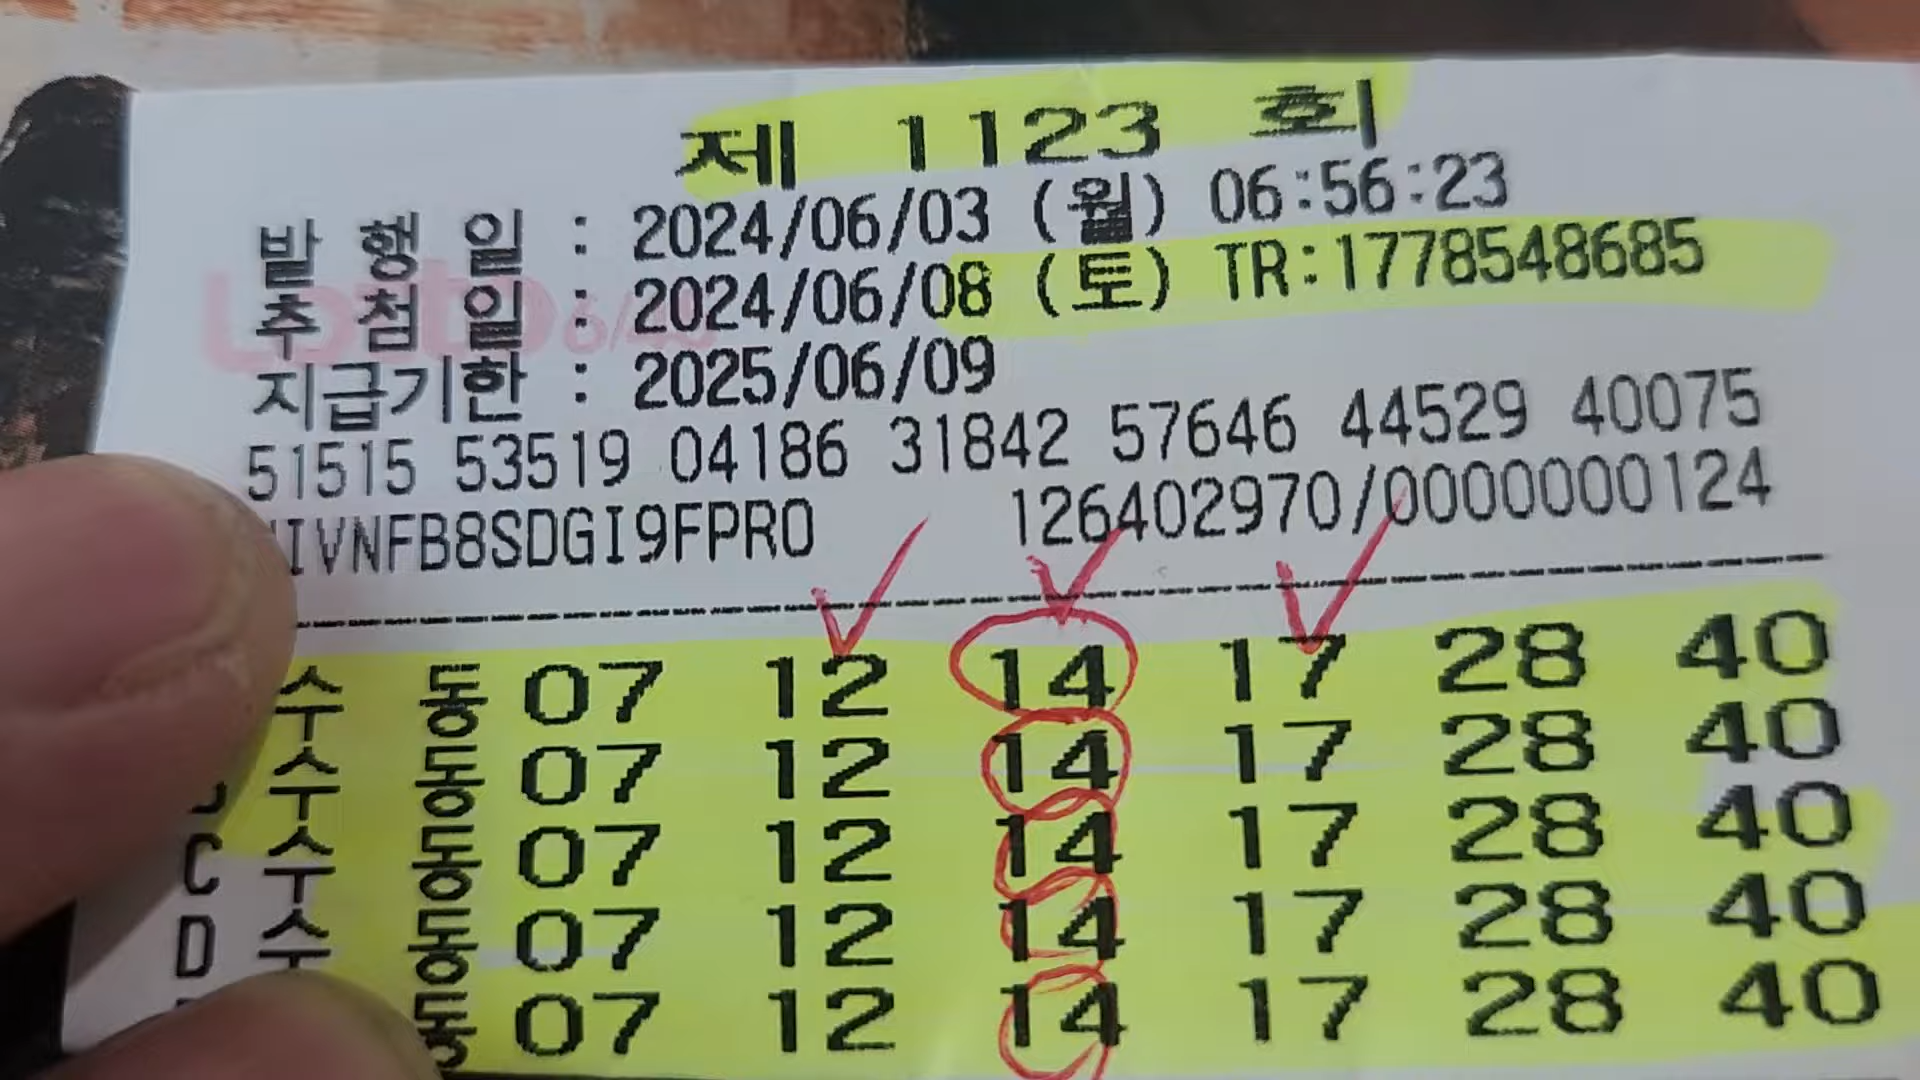 제 1123 회
발 행 일 : 2024/06/03 (월) 06:56:23
추 첨 일 : 2024/06/08 (토) TR:1778548685
지급기한 : 2025/06/09
51515 53519 04186 31842 57646 44529 40075
IVNFB8SDGI9FPRO 126402970/0000000124
수 동 07 12 14 17 28 40
수 동 07 12 14 17 28 40
C 수 동 07 12 14 17 28 40
D 수 동 07 12 14 17 28 40
동 07 12 14 17 28 40